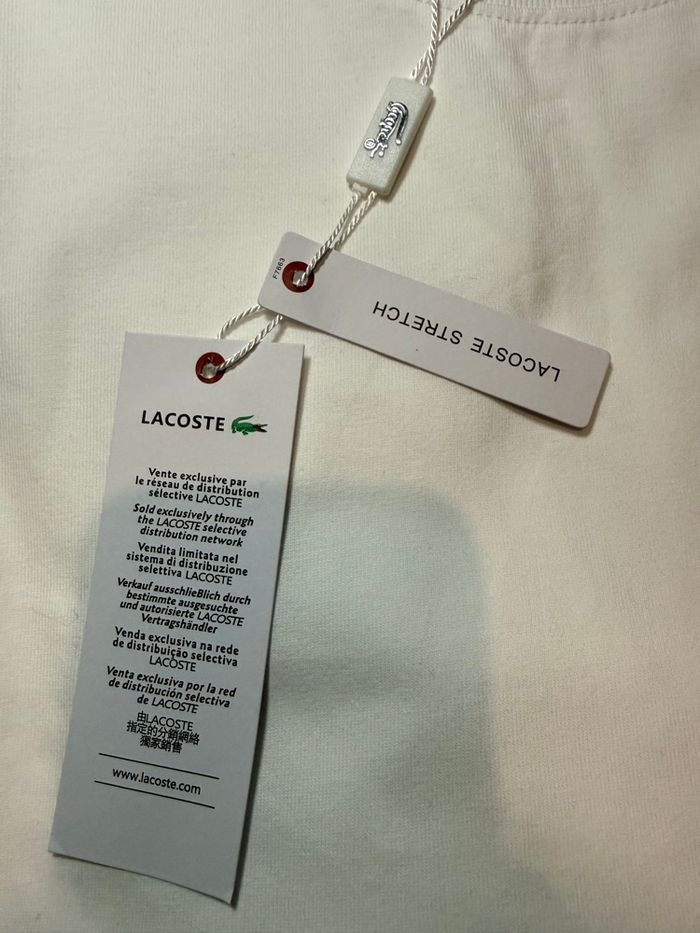 Lacoste
F7663
LACOSTE STRETCH
LACOSTE
Vente exclusive par
le réseau de distribution
sélective LACOSTE
Sold exclusively through
the LACOSTE selective
distribution network
Vendita limitata nel
sistema di distribuzione
selettiva LACOSTE
Verkauf ausschlieBlich durch
bestimmte ausgesuchte
und autorisierte LACOSTE
Vertragshändler
Venda exclusiva na rede
de distribuição selectiva
LACOSTE
Venta exclusiva por la red
de distribución selectiva
de LACOSTE
由LACOSTE
指定的分銷網絡
獨家銷售
www.lacoste.com